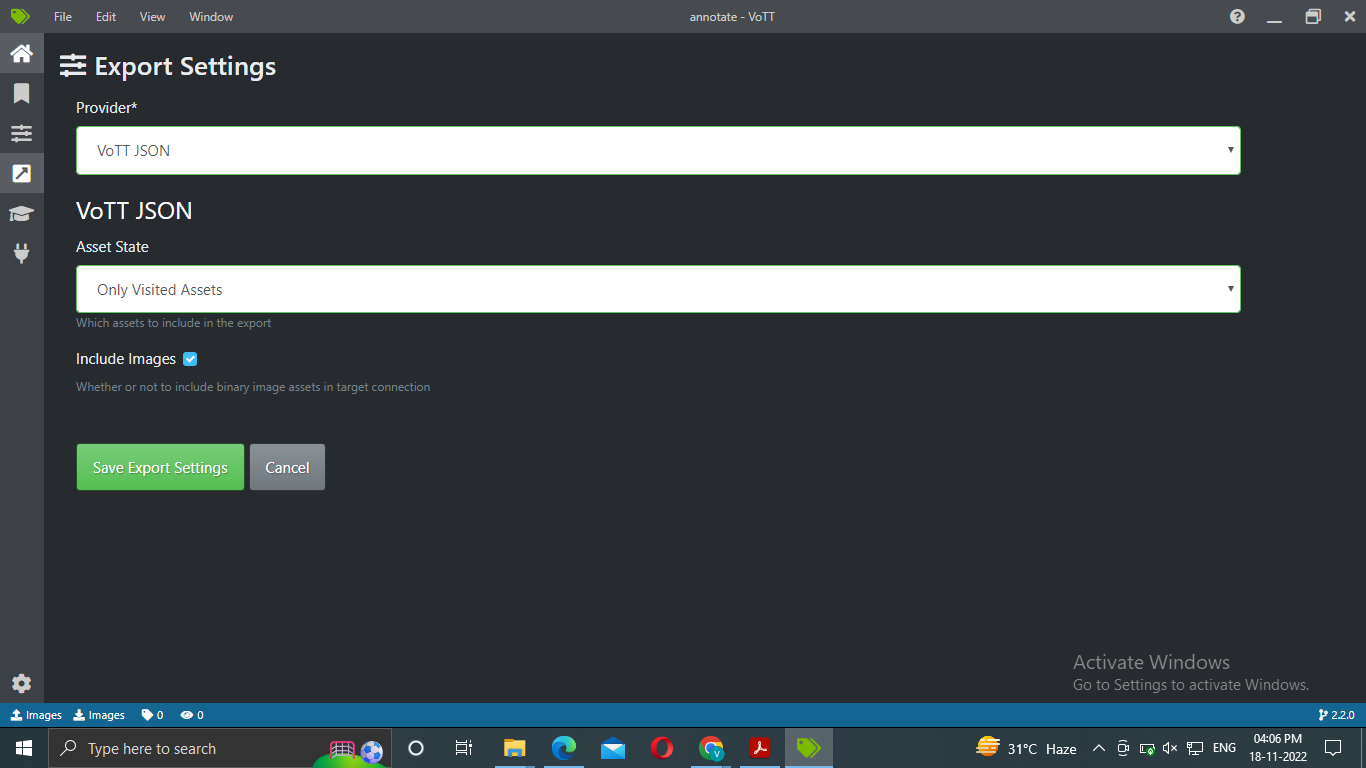 File Edit View Window annotate - VoTT
Export Settings
Provider*
VoTT JSON
VoTT JSON
Asset State
Only Visited Assets
Which assets to include in the export
Include Images
Whether or not to include binary image assets in target connection
Save Export Settings Cancel
Activate Windows
Go to Settings to activate Windows.
Images Images 0 0 2.2.0
Type here to search 31°C Haze ENG 04:06 PM
18-11-2022